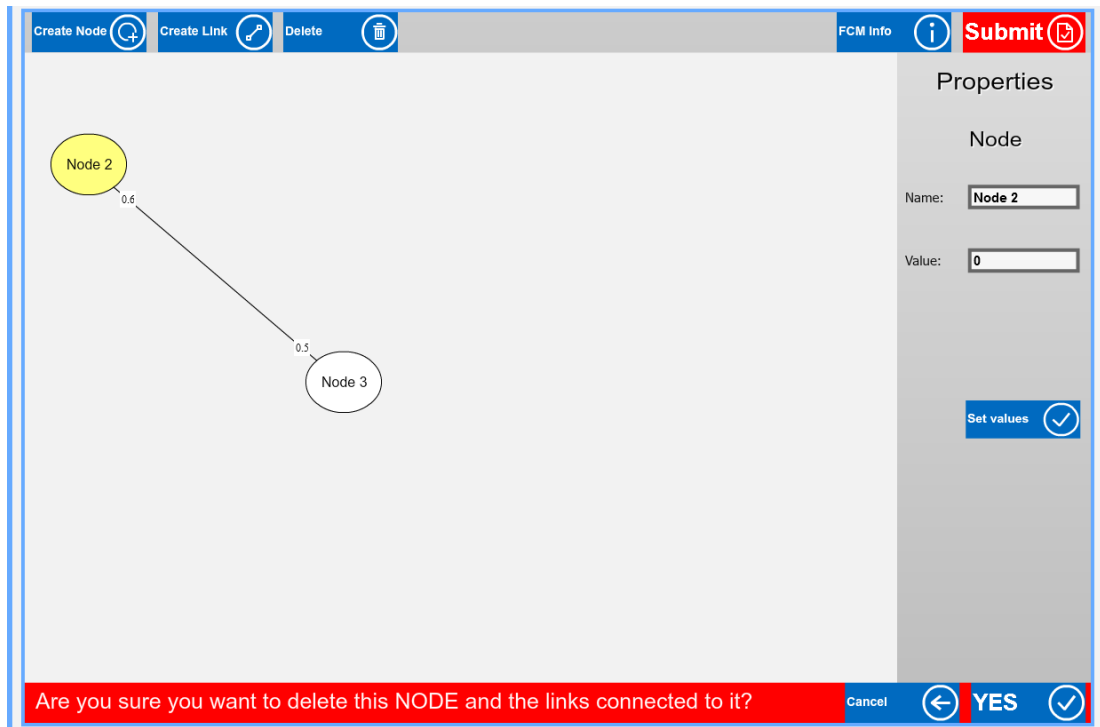 Create Node Create Link Delete FCM Info Submit
Properties
Node
Node 2
Name: Node 2
0.6
Value: 0
0.5
Node 3
Set values
Are you sure you want to delete this NODE and the links connected to it? Cancel YES